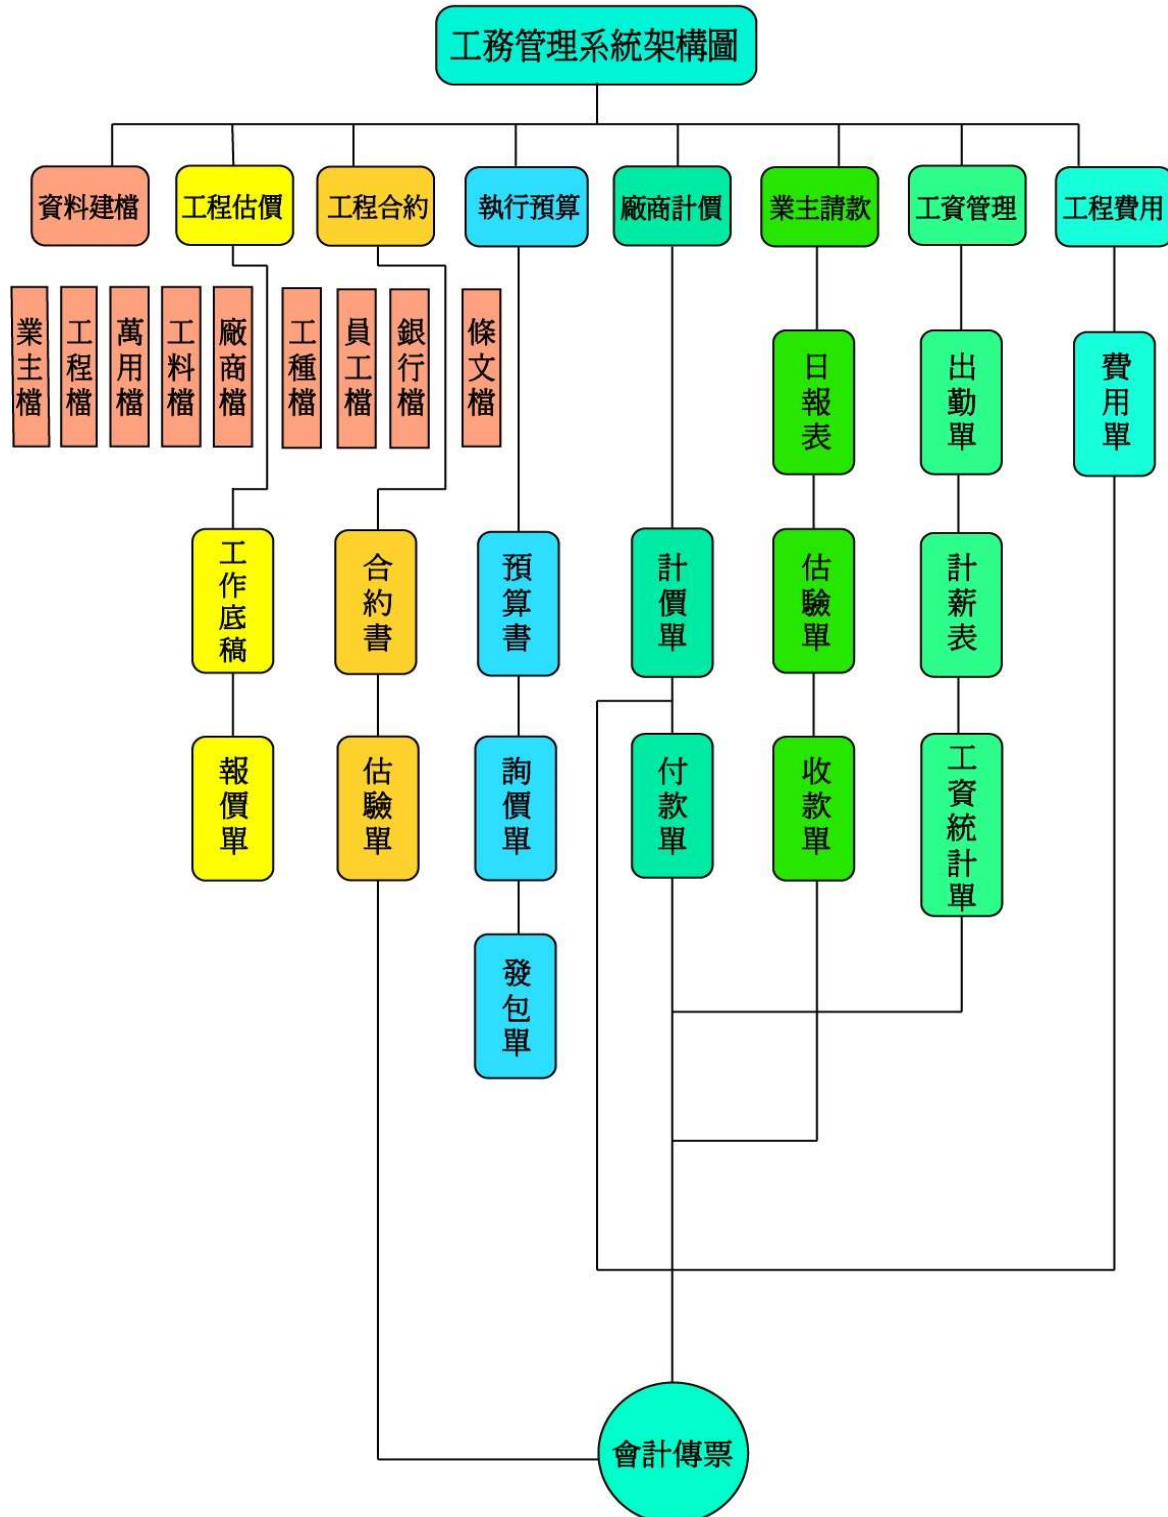 工務管理系統架構圖
資料建檔
工程估價
工程合約
執行預算
廠商計價
業主請款
工資管理
工程費用
業主檔
工程檔
萬用檔
工料檔
廠商檔
工種檔
員工檔
銀行檔
條文檔
日報表
出勤單
費用單
工作底稿
合約書
預算書
計價單
估驗單
計薪表
報價單
估驗單
詢價單
付款單
收款單
工資統計單
發包單
會計傳票